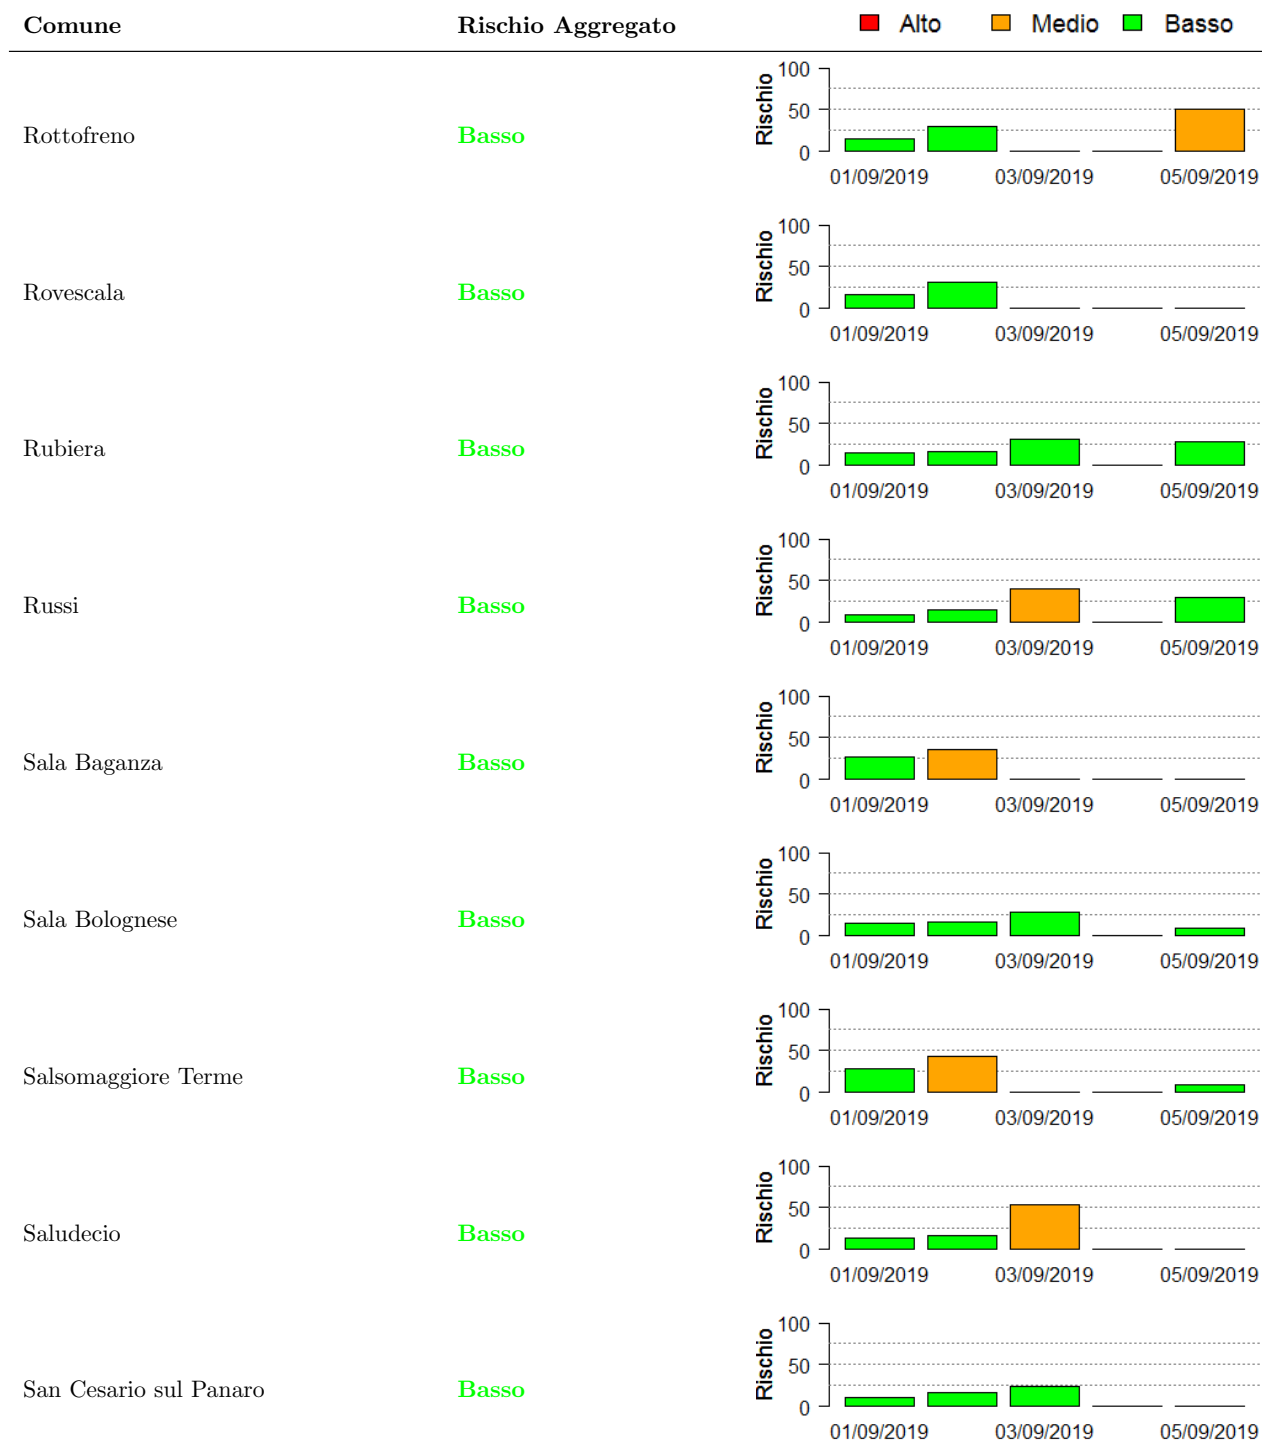 Comune Rischio Aggregato Alto Medio Basso
Rottofreno Basso Rischio 100 50 0
01/09/2019 03/09/2019 05/09/2019
Rovescala Basso Rischio 100 50 0
01/09/2019 03/09/2019 05/09/2019
Rubiera Basso Rischio 100 50 0
01/09/2019 03/09/2019 05/09/2019
Russi Basso Rischio 100 50 0
01/09/2019 03/09/2019 05/09/2019
Sala Baganza Basso Rischio 100 50 0
01/09/2019 03/09/2019 05/09/2019
Sala Bolognese Basso Rischio 100 50 0
01/09/2019 03/09/2019 05/09/2019
Salsomaggiore Terme Basso Rischio 100 50 0
01/09/2019 03/09/2019 05/09/2019
Saludecio Basso Rischio 100 50 0
01/09/2019 03/09/2019 05/09/2019
San Cesario sul Panaro Basso Rischio 100 50 0
01/09/2019 03/09/2019 05/09/2019